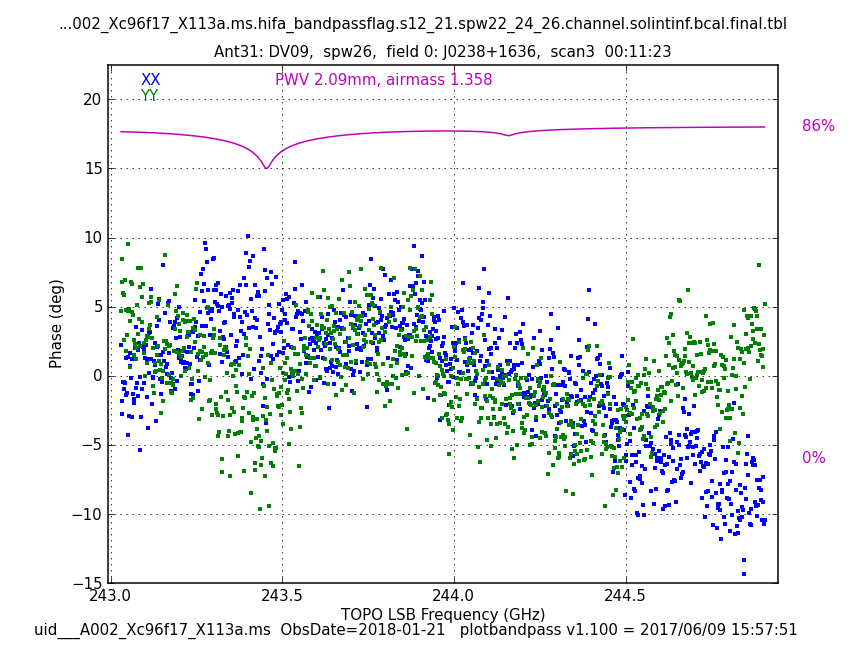 ...002_Xc96f17_X113a.ms.hifa_bandpassflag.s12_21.spw22_24_26.channel.solintinf.bcal.final.tbl
Ant31: DV09, spw26, field 0: J0238+1636, scan3 00:11:23
XX
PWV 2.09mm, airmass 1.358
YY
20
86%
15
10
5
Phase (deg)
0
−5
0%
−10
−15
243.0 243.5 244.0 244.5
TOPO LSB Frequency (GHz)
uid___A002_Xc96f17_X113a.ms ObsDate=2018-01-21 plotbandpass v1.100 = 2017/06/09 15:57:51